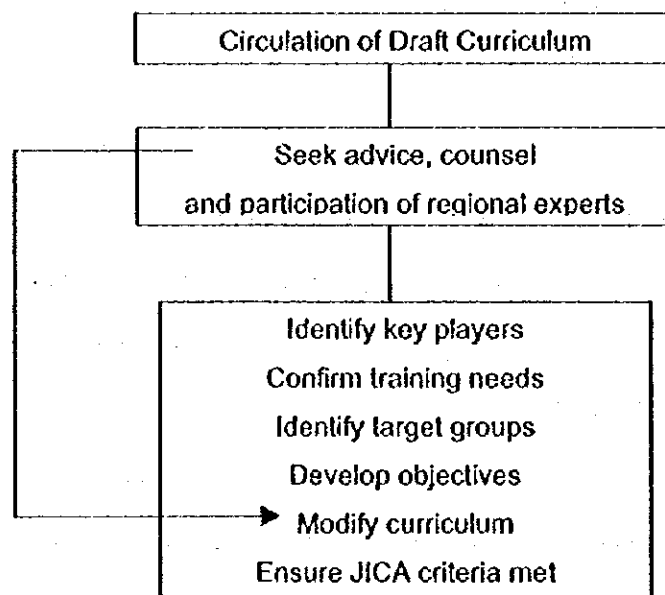 Circulation of Draft Curriculum
Seek advice, counsel
and participation of regional experts
Identify key players
Confirm training needs
Identify target groups
Develop objectives
Modify curriculum
Ensure JICA criteria met